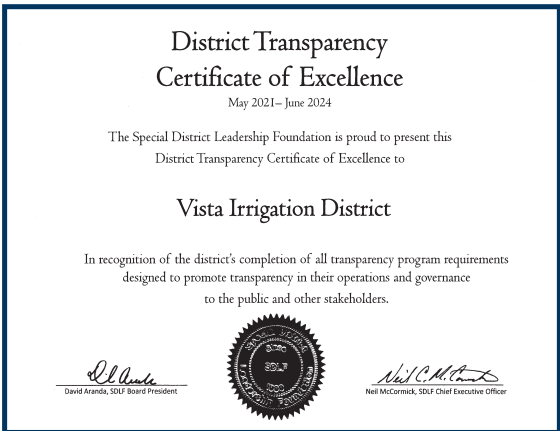 District Transparency
Certificate of Excellence
May 2021– June 2024
The Special District Leadership Foundation is proud to present this
District Transparency Certificate of Excellence to
Vista Irrigation District
In recognition of the district's completion of all transparency program requirements
designed to promote transparency in their operations and governance
to the public and other stakeholders.
SDLF
David Aranda, SDLF Board President
Neil C. McCormick
Neil McCormick, SDLF Chief Executive Officer